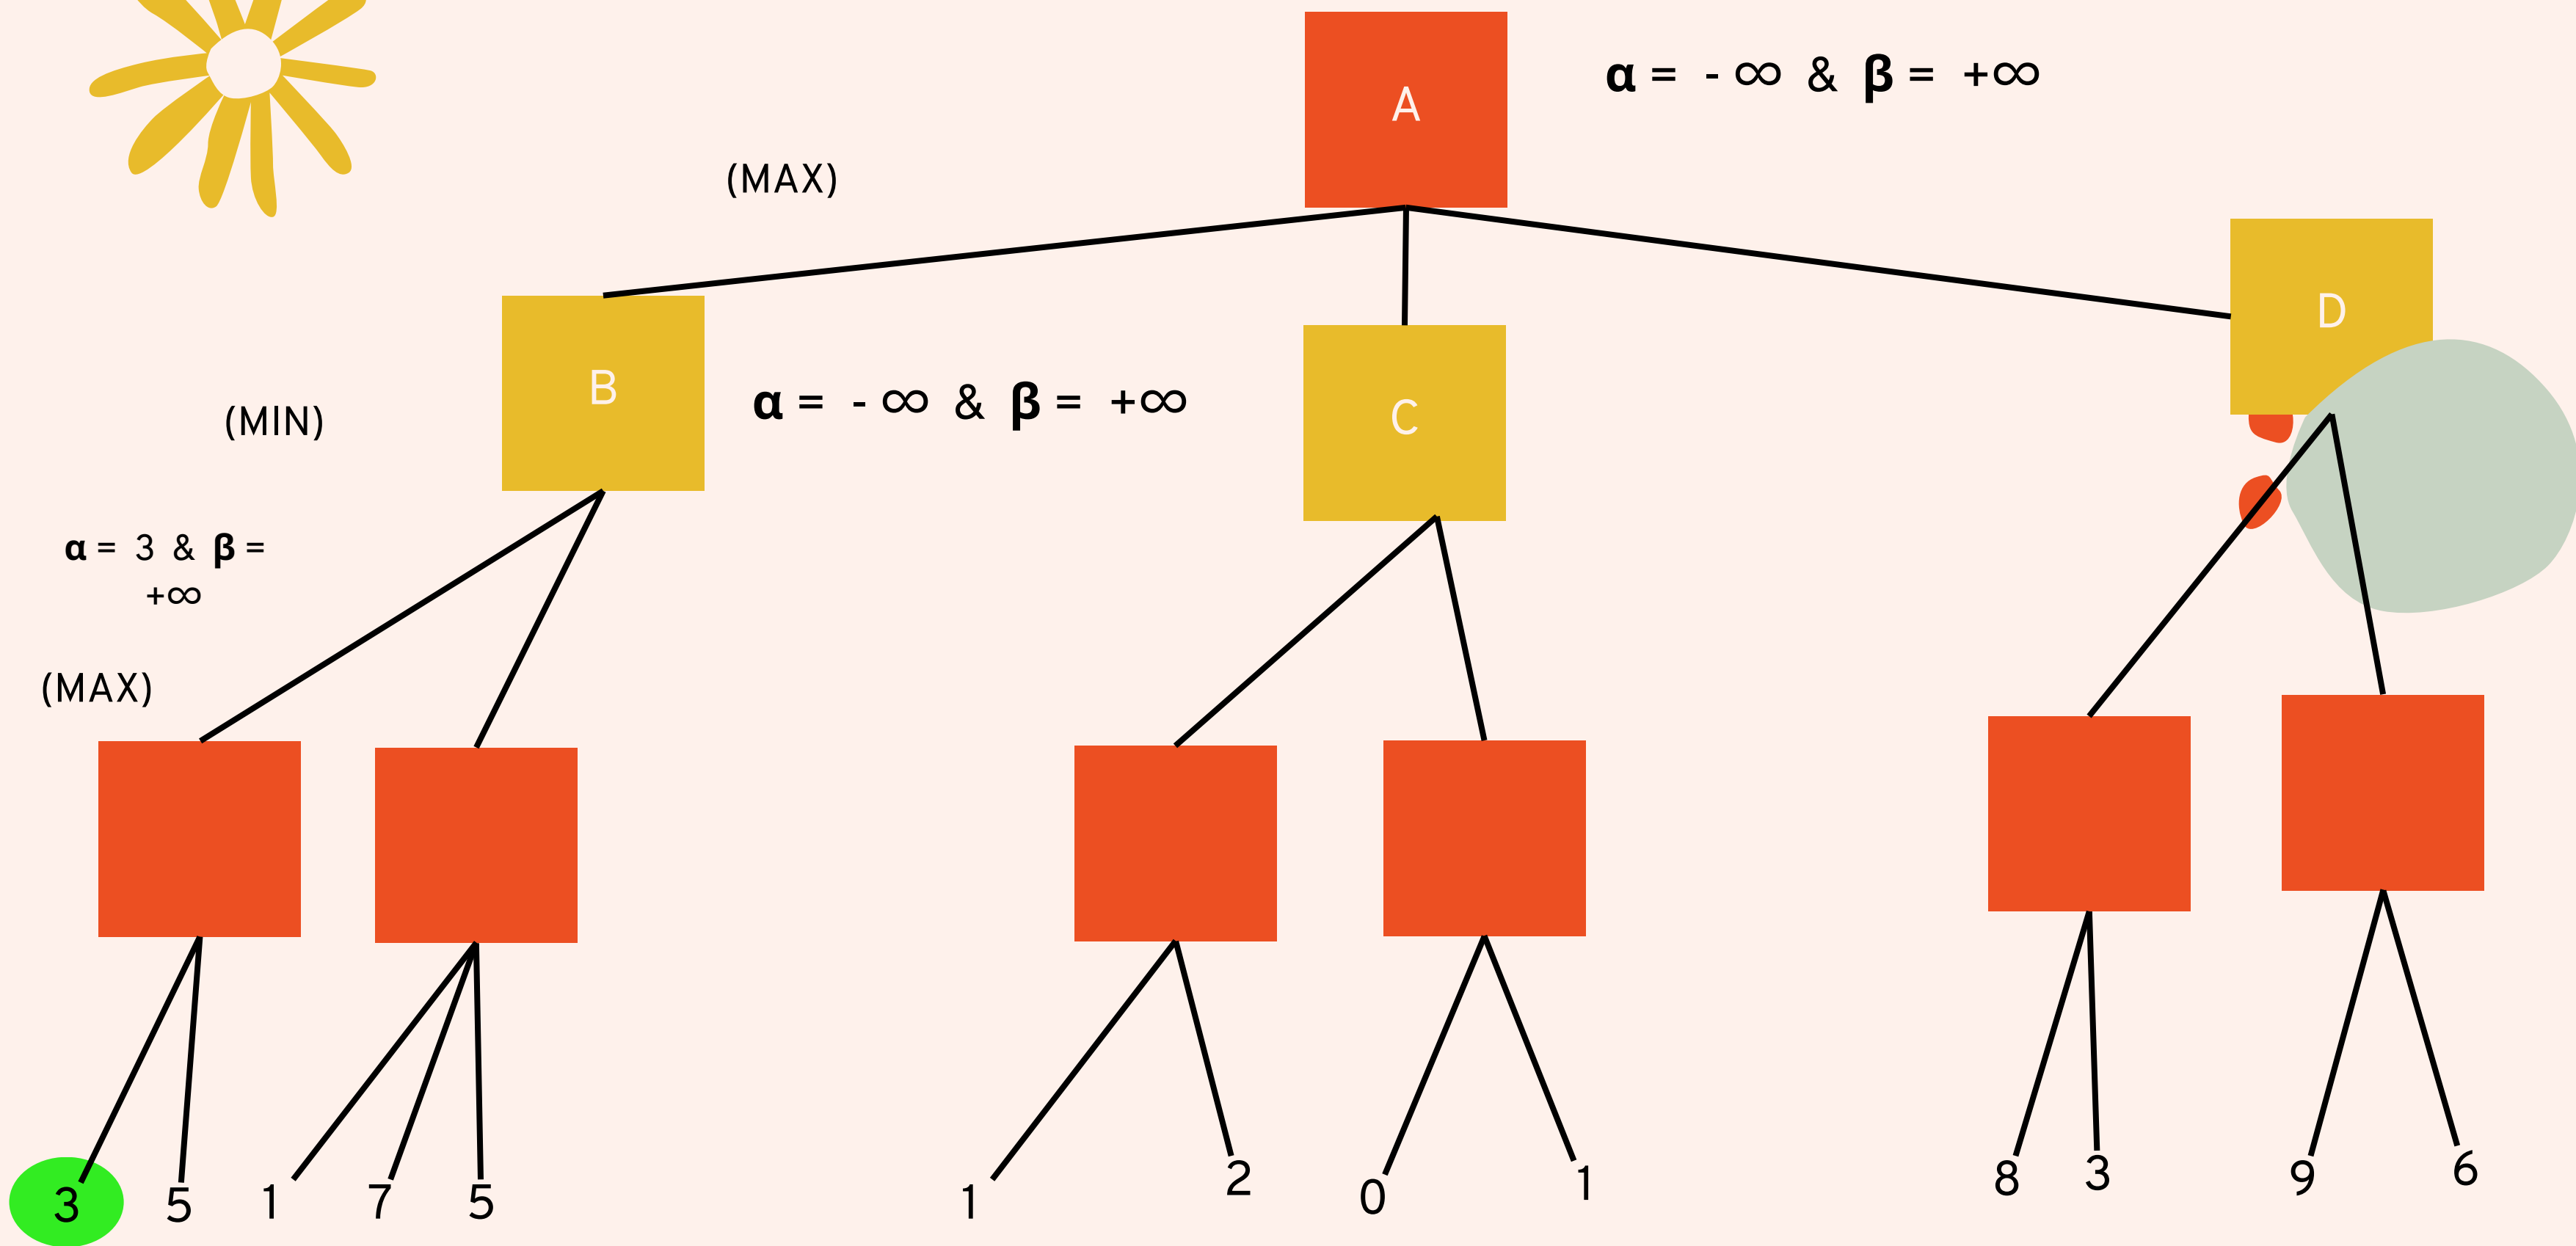 A
α = - ∞ & β = +∞
(MAX)
D
B
α = - ∞ & β = +∞
C
(MIN)
α = 3 & β =
+∞
(MAX)
3 5 1 7 5 1 2 0 1 8 3 9 6